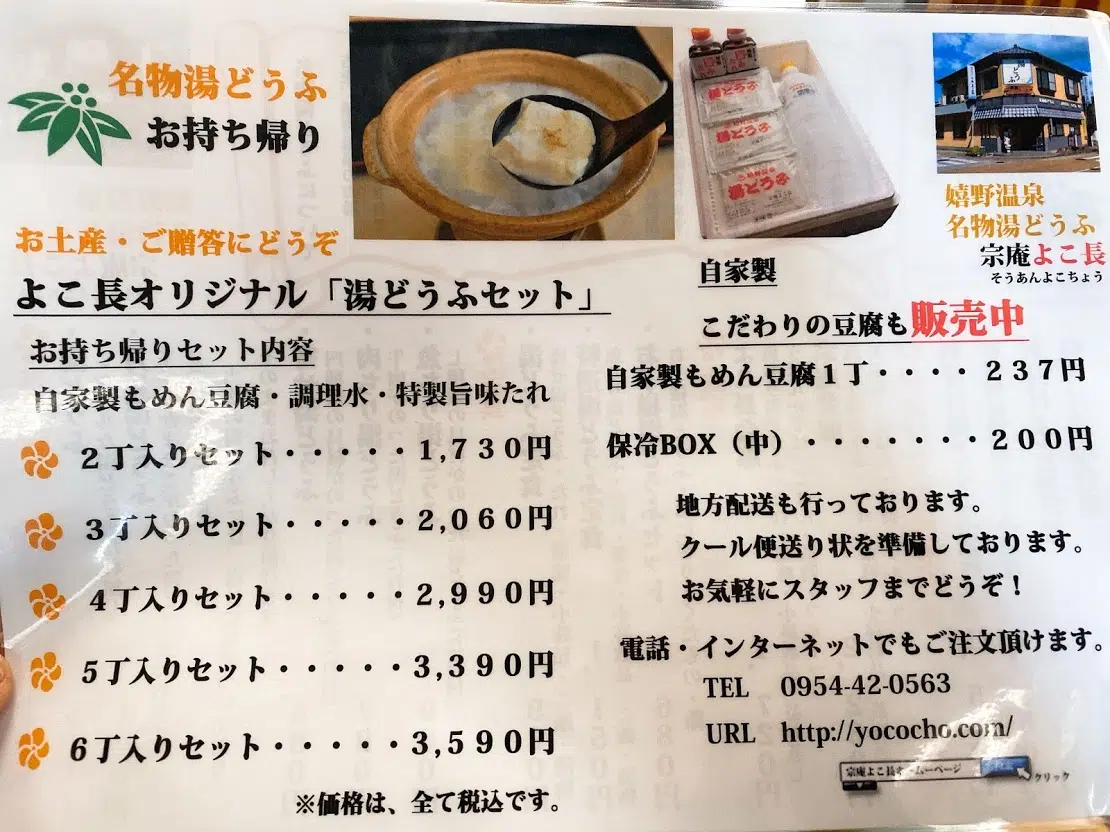 名物湯どうふ
お持ち帰り
お土産・ご贈答にどうぞ
よこ長オリジナル「湯どうふセット」
お持ち帰りセット内容
自家製もめん豆腐・調理水・特製旨味たれ
2丁入りセット・・・・・1,730円
3丁入りセット・・・・・2,060円
4丁入りセット・・・・・2,990円
5丁入りセット・・・・・3,390円
6丁入りセット・・・・・3,590円
※価格は、全て税込です。
湯どうふ
湯どうふ
湯どうふ
嬉野温泉
名物湯どうふ
宗庵よこ長
そうあんよこちょう
自家製
こだわりの豆腐も販売中
自家製もめん豆腐1丁・・・・237円
保冷BOX（中）・・・・・・・200円
地方配送も行っております。
クール便送り状を準備しております。
お気軽にスタッフまでどうぞ！
電話・インターネットでもご注文頂けます。
TEL 0954-42-0563
URL http://yococho.com/
宗庵よこ長ホームページ
クリック